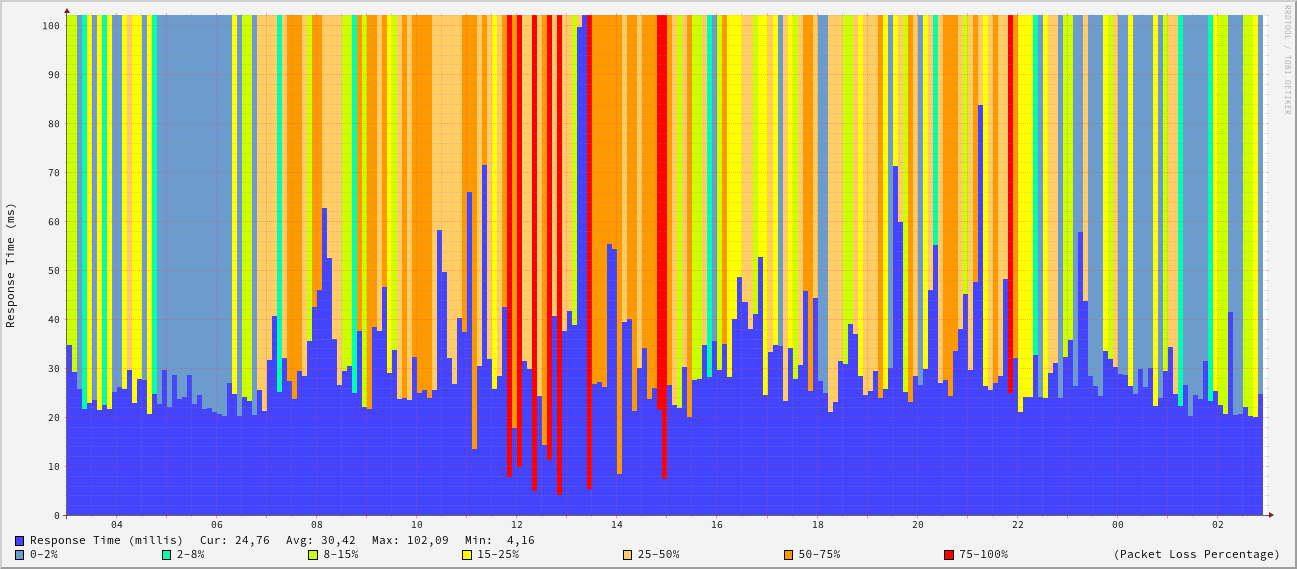 RRDTOOL / TOBI OETIKER
Response Time (ms)
100
90
80
70
60
50
40
30
20
10
0
04 06 08 10 12 14 16 18 20 22 00 02
Response Time (millis) Cur: 24,76 Avg: 30,42 Max: 102,09 Min: 4,16
0-2% 2-8% 8-15% 15-25% 25-50% 50-75% 75-100% (Packet Loss Percentage)